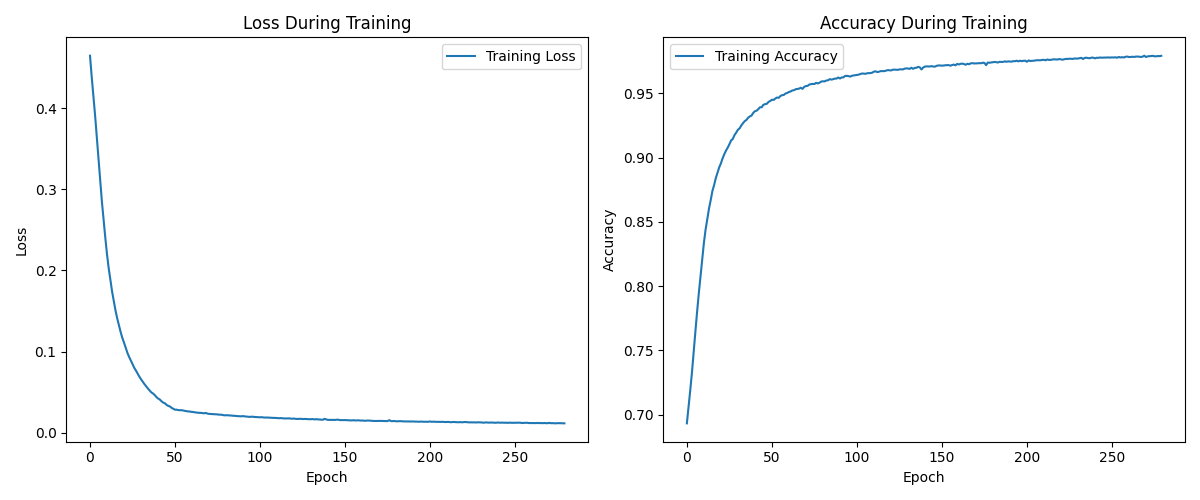 Loss During Training
Training Loss
0.4
0.3
0.2
0.1
0.0
Loss
0 50 100 150 200 250
Epoch
Accuracy During Training
Training Accuracy
0.95
0.90
0.85
0.80
0.75
0.70
Accuracy
0 50 100 150 200 250
Epoch